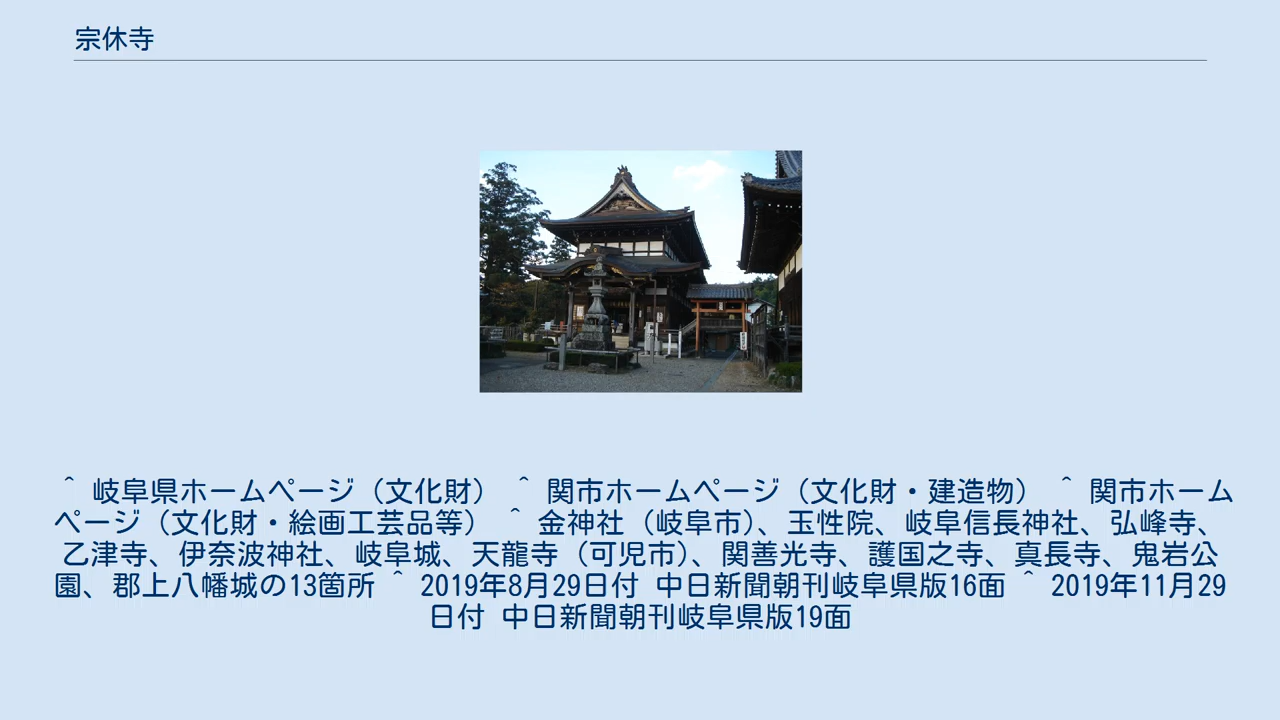 宗休寺
^ 岐阜県ホームページ（文化財） ^ 関市ホームページ（文化財・建造物） ^ 関市ホーム
ページ（文化財・絵画工芸品等） ^ 金神社（岐阜市）、玉性院、岐阜信長神社、弘峰寺、
乙津寺、伊奈波神社、岐阜城、天龍寺（可児市）、関善光寺、護国之寺、真長寺、鬼岩公
園、郡上八幡城の13箇所 ^ 2019年8月29日付 中日新聞朝刊岐阜県版16面 ^ 2019年11月29
日付 中日新聞朝刊岐阜県版19面